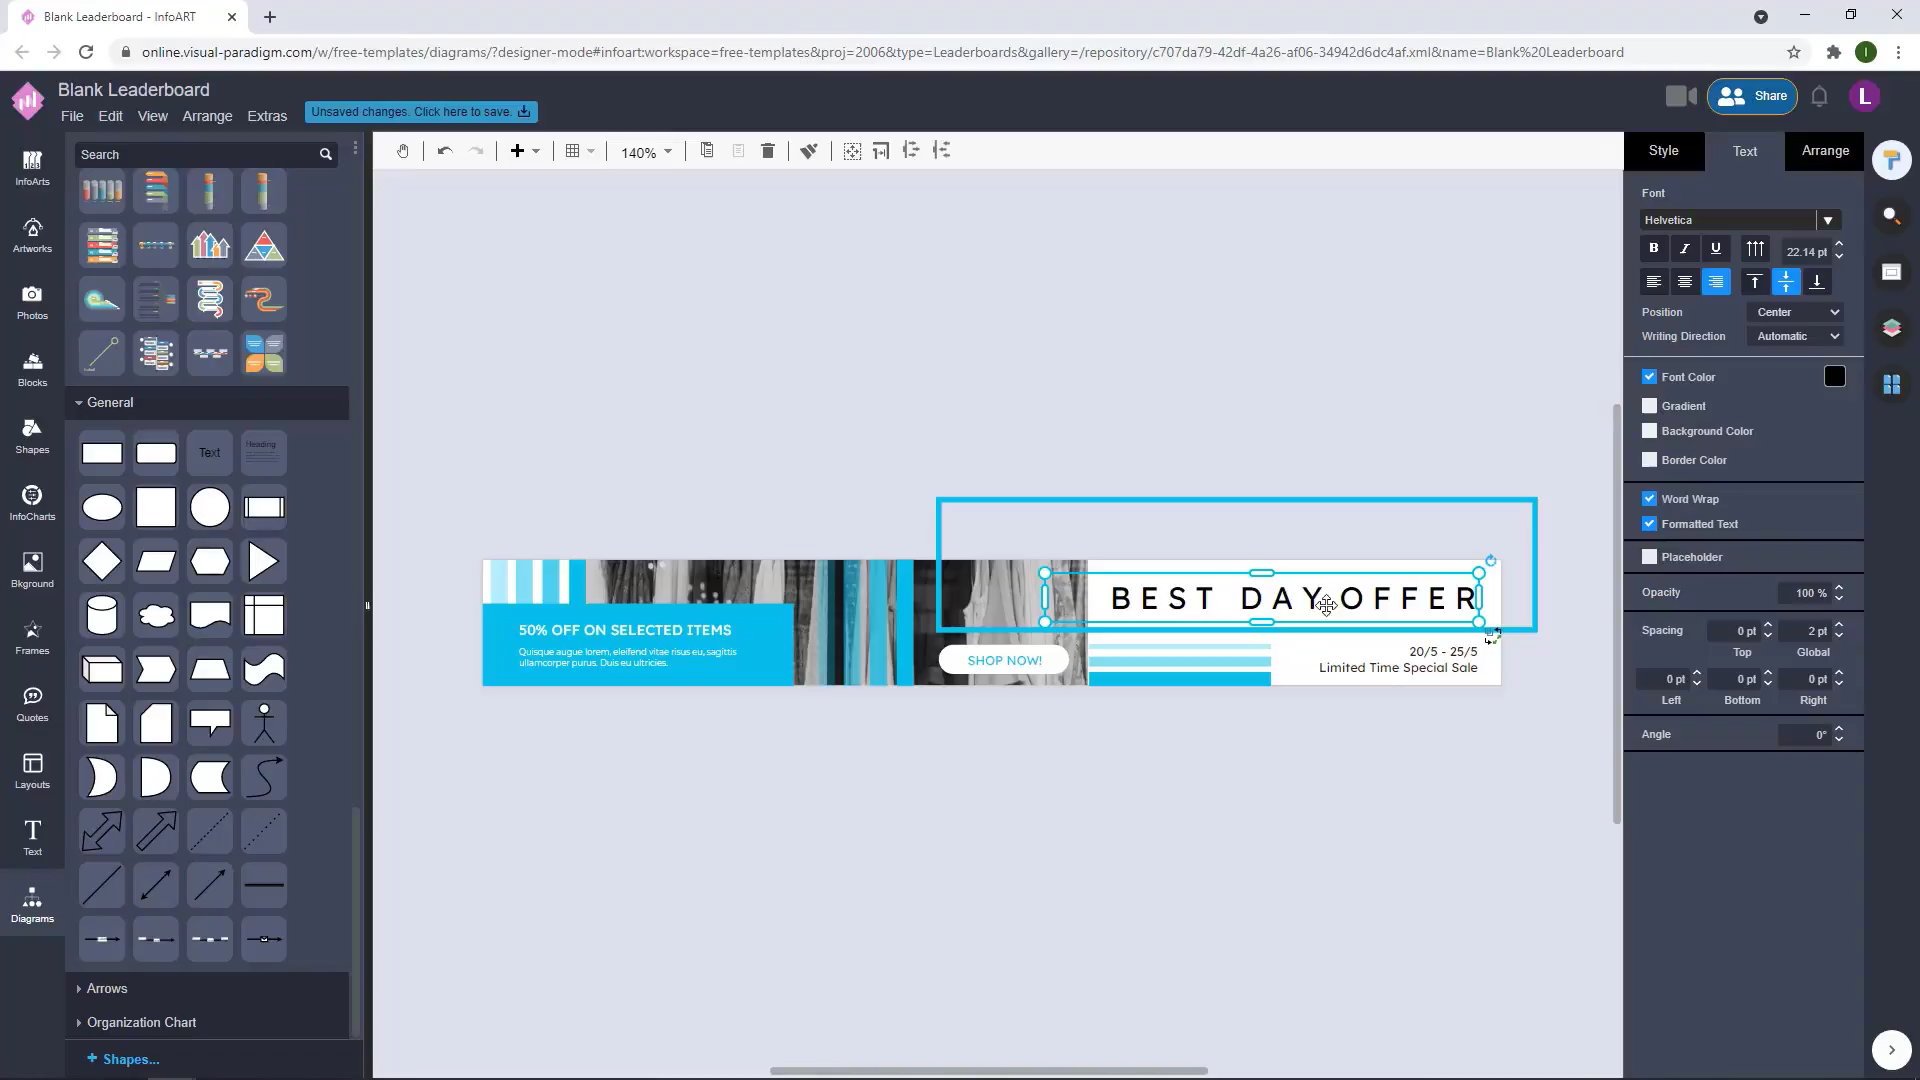 Blank Leaderboard - InfoART
online.visual-paradigm.com/w/free-templates/diagrams/?designer-mode#infoart:workspace=free-templates&proj=2006&type=Leaderboards&gallery=/repository/c707da79-42df-4a26-af06-34942d6dc4af.xml&name=Blank%20Leaderboard
I
Blank Leaderboard
File Edit View Arrange Extras
Unsaved changes. Click here to save.
Share
L
Search
140%
Style Text Arrange
InfoArts
Artworks
Photos
Blocks
Shapes
InfoCharts
Bkground
Frames
Quotes
Layouts
T
Text
Diagrams
General
Text
Heading
Arrows
Organization Chart
+ Shapes...
50% OFF ON SELECTED ITEMS
Quisque augue lorem, eleifend vitae risus eu, sagittis
ullamcorper purus. Duis eu ultricies.
SHOP NOW!
BEST DAY OFFER
20/5 - 25/5
Limited Time Special Sale
Font
Helvetica
B I U 22.14 pt
Position Center
Writing Direction Automatic
Font Color
Gradient
Background Color
Border Color
Word Wrap
Formatted Text
Placeholder
Opacity 100 %
Spacing 0 pt 2 pt
Top Global
0 pt 0 pt 0 pt
Left Bottom Right
Angle 0°